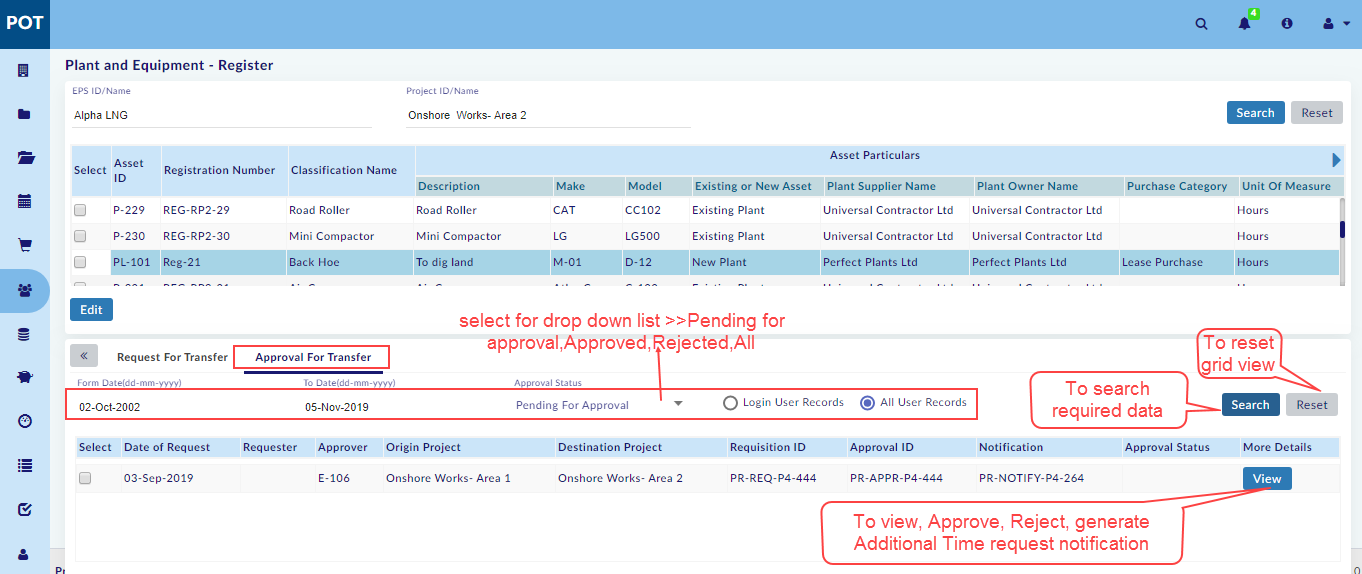 POT
4
Plant and Equipment - Register
EPS ID/Name
Project ID/Name
Alpha LNG
Onshore Works- Area 2
Search
Reset
Asset Particulars
Select
Asset ID
Registration Number
Classification Name
Description
Make
Model
Existing or New Asset
Plant Supplier Name
Plant Owner Name
Purchase Category
Unit Of Measure
P-229 REG-RP2-29 Road Roller Road Roller CAT CC102 Existing Plant Universal Contractor Ltd Universal Contractor Ltd Hours
P-230 REG-RP2-30 Mini Compactor Mini Compactor LG LG500 Existing Plant Universal Contractor Ltd Universal Contractor Ltd Hours
PL-101 Reg-21 Back Hoe To dig land M-01 D-12 New Plant Perfect Plants Ltd Perfect Plants Ltd Lease Purchase Hours
Edit
select for drop down list >>Pending for
approval,Approved,Rejected,All
To reset
grid view
To search
required data
«
Request For Transfer
Approval For Transfer
Form Date(dd-mm-yyyy)
To Date(dd-mm-yyyy)
Approval Status
02-Oct-2002
05-Nov-2019
Pending For Approval
Login User Records
All User Records
Search
Reset
Select Date of Request Requester Approver Origin Project Destination Project Requisition ID Approval ID Notification Approval Status More Details
03-Sep-2019 E-106 Onshore Works- Area 1 Onshore Works- Area 2 PR-REQ-P4-444 PR-APPR-P4-444 PR-NOTIFY-P4-264 View
To view, Approve, Reject, generate
Additional Time request notification